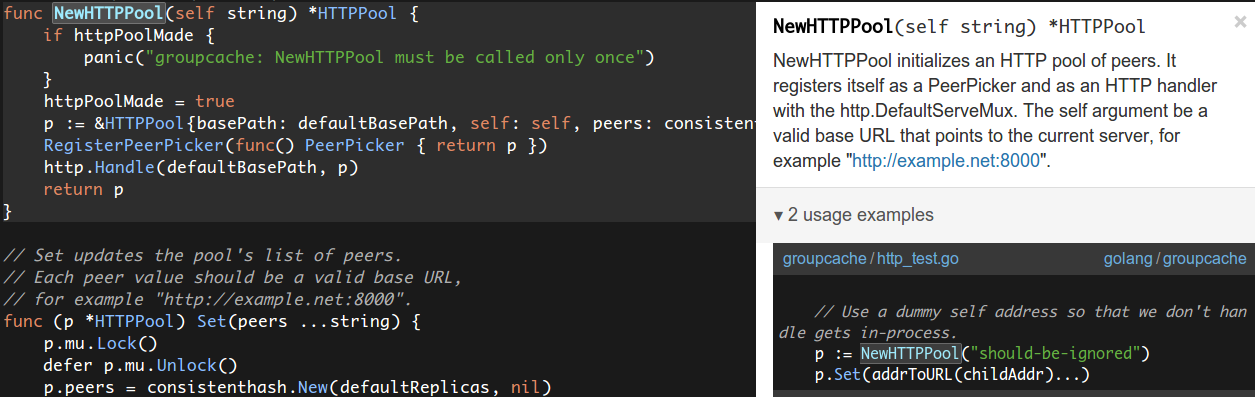 func NewHTTPPool(self string) *HTTPPool {
    if httpPoolMade {
        panic("groupcache: NewHTTPPool must be called only once")
    }
    httpPoolMade = true
    p := &HTTPPool{basePath: defaultBasePath, self: self, peers: consisten
    RegisterPeerPicker(func() PeerPicker { return p })
    http.Handle(defaultBasePath, p)
    return p
}
// Set updates the pool's list of peers.
// Each peer value should be a valid base URL,
// for example "http://example.net:8000".
func (p *HTTPPool) Set(peers ...string) {
    p.mu.Lock()
    defer p.mu.Unlock()
    p.peers = consistenthash.New(defaultReplicas, nil)
NewHTTPPool(self string) *HTTPPool ×
NewHTTPPool initializes an HTTP pool of peers. It
registers itself as a PeerPicker and as an HTTP handler
with the http.DefaultServeMux. The self argument be a
valid base URL that points to the current server, for
example "http://example.net:8000".
▾ 2 usage examples
groupcache / http_test.go golang / groupcache
    // Use a dummy self address so that we don't han
dle gets in-process.
    p := NewHTTPPool("should-be-ignored")
    p.Set(addrToURL(childAddr)...)